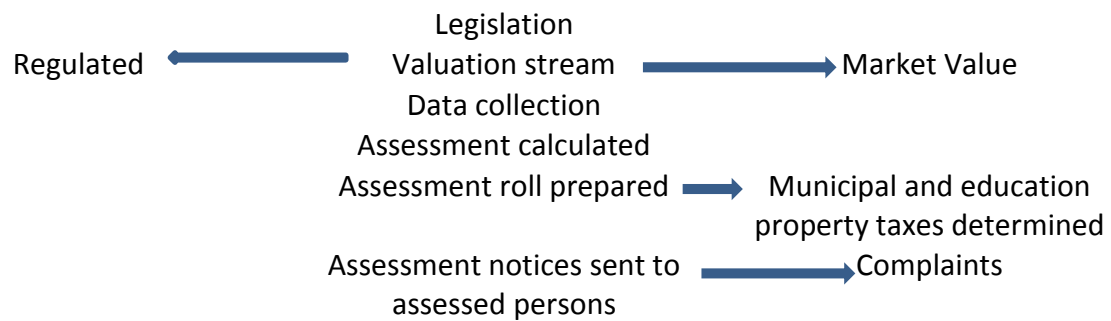 Legislation
Regulated Valuation stream Market Value
Data collection
Assessment calculated
Assessment roll prepared Municipal and education
property taxes determined
Assessment notices sent to Complaints
assessed persons